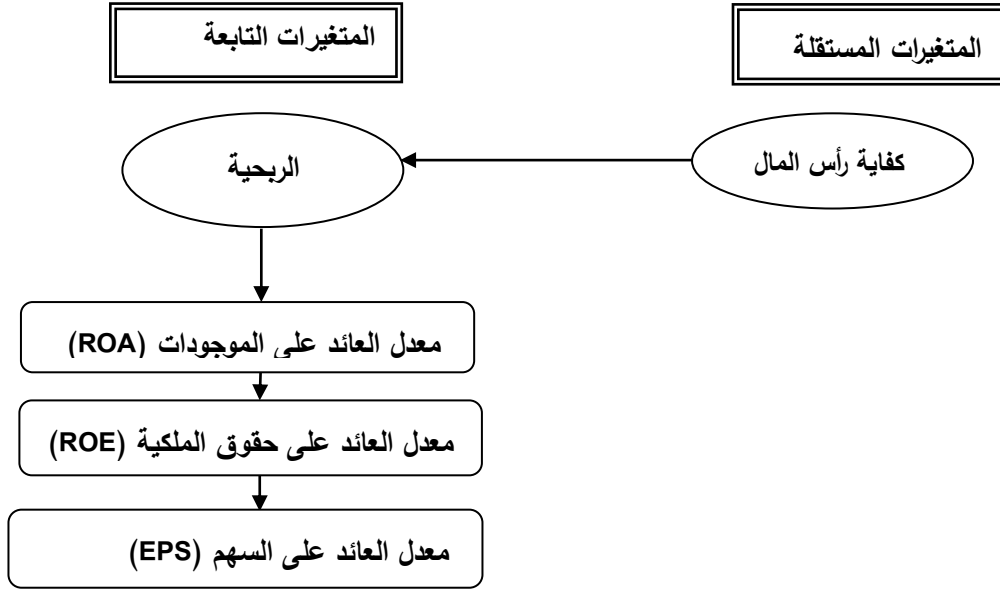 المتغيرات المستقلة
المتغيرات التابعة
كفاية رأس المال
الربحية
معدل العائد على الموجودات (ROA)
معدل العائد على حقوق الملكية (ROE)
معدل العائد على السهم (EPS)